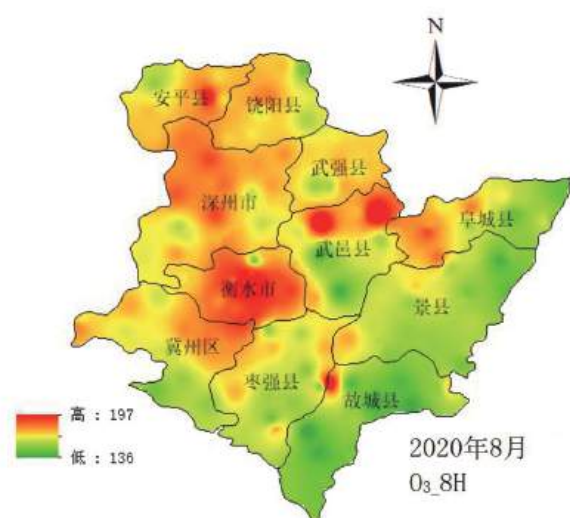 N
安平县
饶阳县
武强县
深州市
阜城县
武邑县
衡水市
景县
冀州区
枣强县
故城县
高：197
低：136
2020年8月
O₃_8H